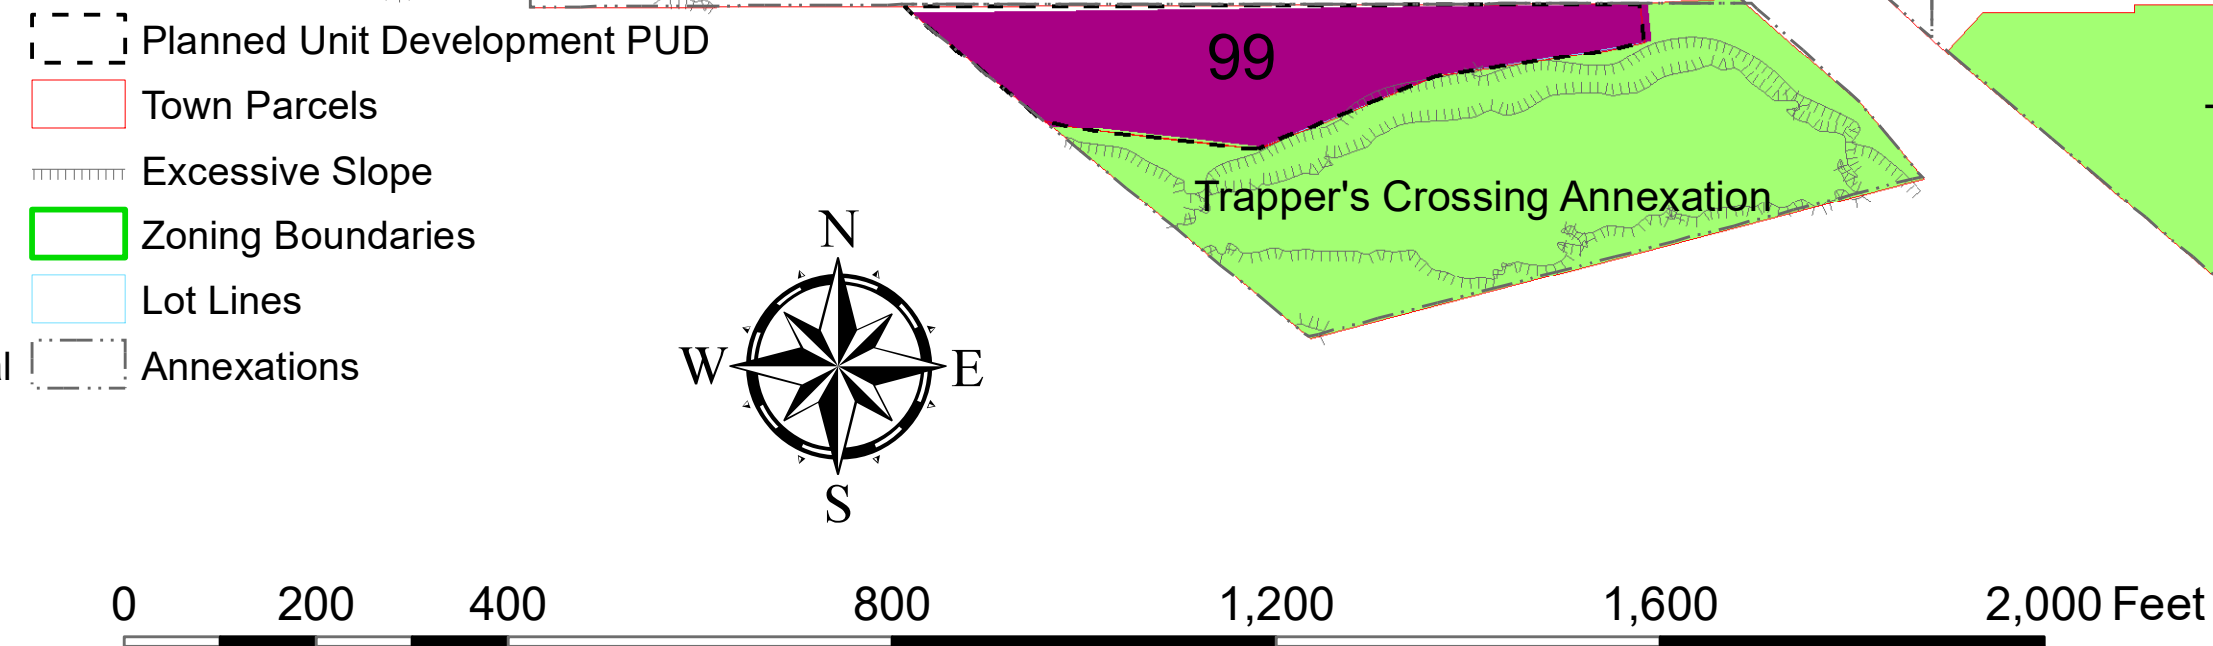 Planned Unit Development PUD
Town Parcels
Excessive Slope
Zoning Boundaries
Lot Lines
Annexations
99
Trapper's Crossing Annexation
N
W
E
S
0 200 400 800 1,200 1,600 2,000 Feet